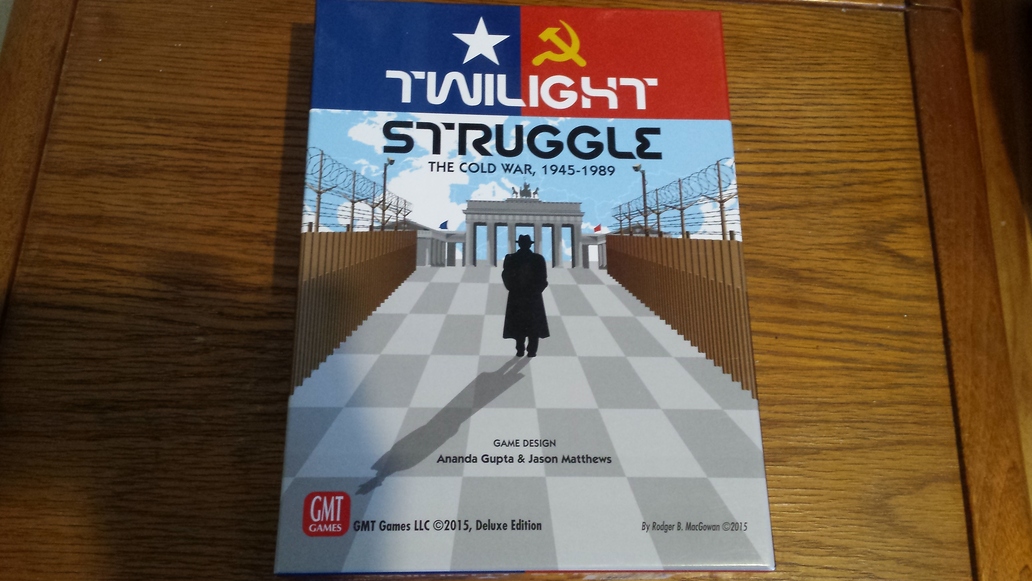 TWILIGHT
STRUGGLE
THE COLD WAR, 1945-1989
GAME DESIGN
Ananda Gupta & Jason Matthews
GMT
GAMES
GMT Games LLC ©2015, Deluxe Edition
By Rodger B. MacGowan ©2015